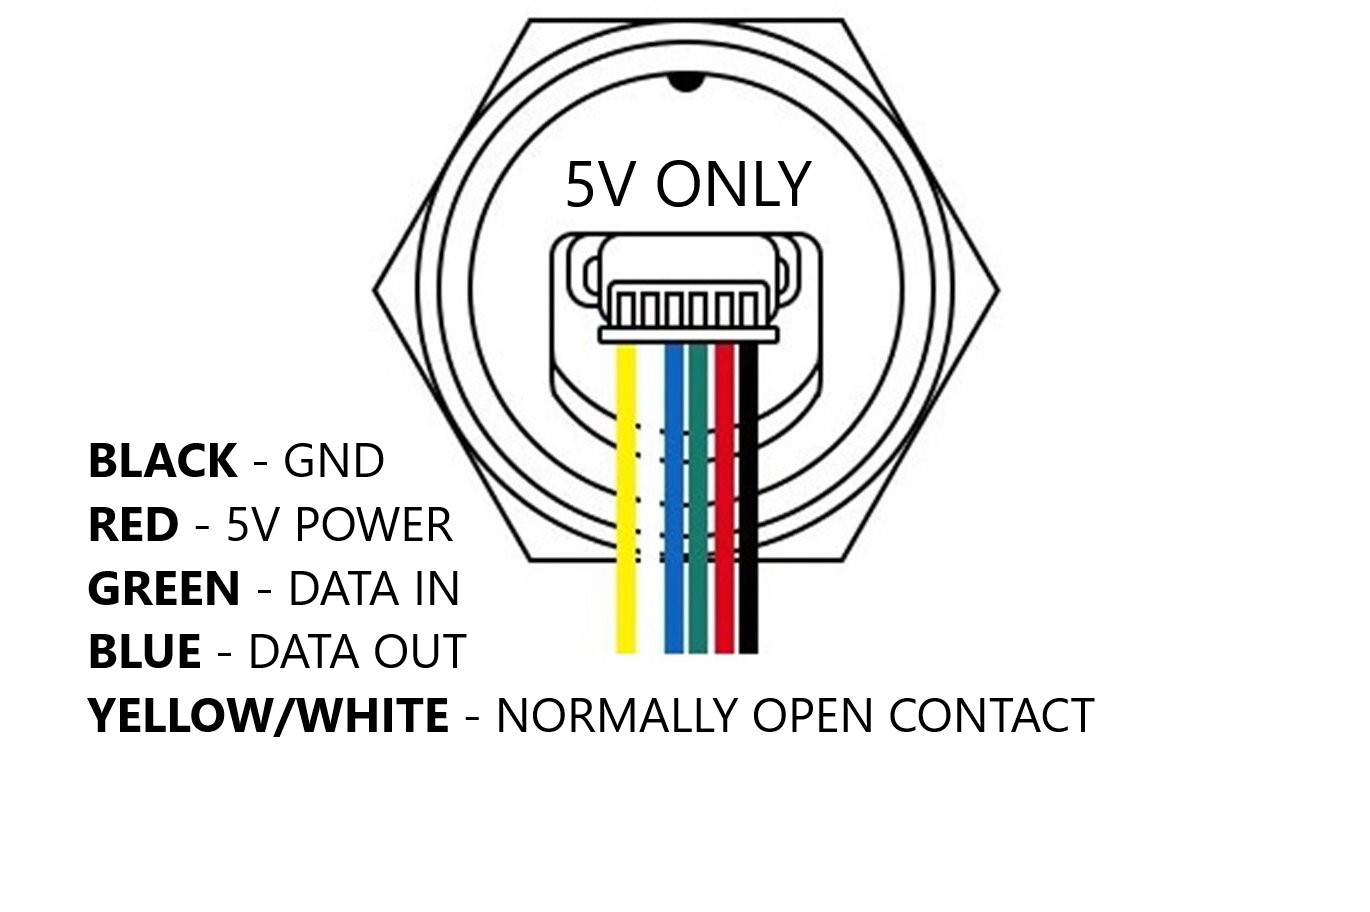 5V ONLY
BLACK - GND
RED - 5V POWER
GREEN - DATA IN
BLUE - DATA OUT
YELLOW/WHITE - NORMALLY OPEN CONTACT